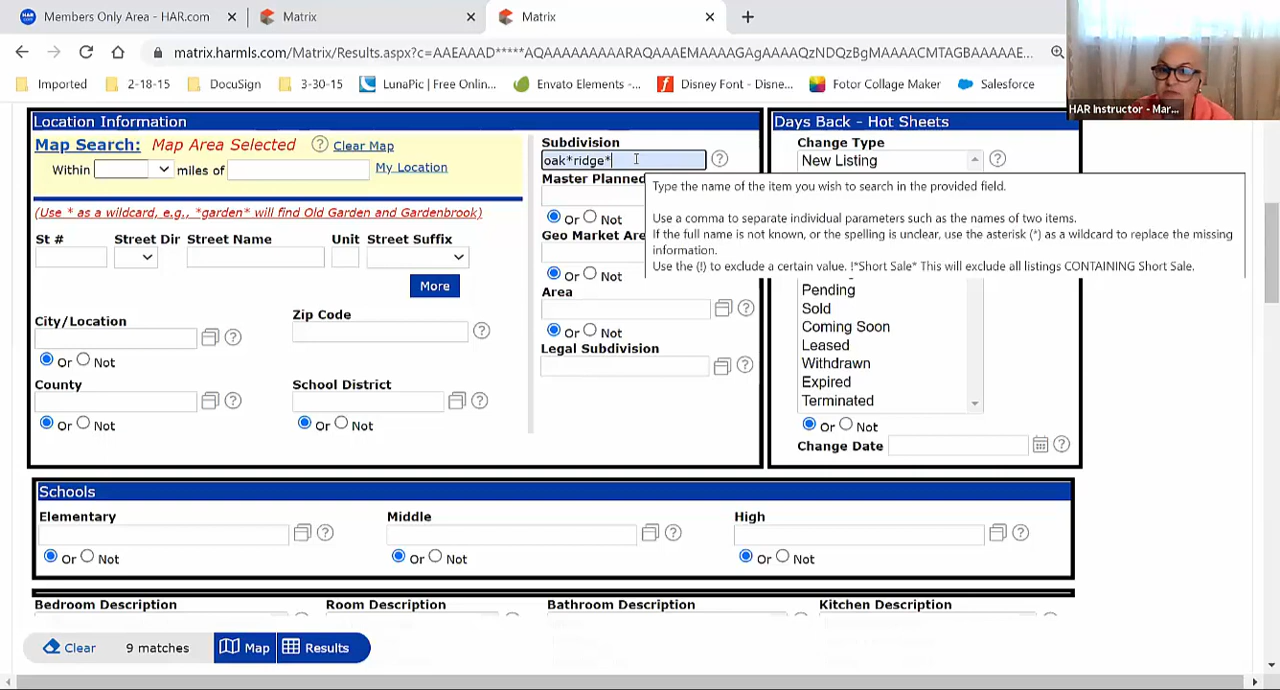 Members Only Area - HAR.com
Matrix
Matrix
matrix.harmls.com/Matrix/Results.aspx?c=AAEAAAD*****AQAAAAAAAAARAQAAAEMAAAAGAgAAAAQzNDQzBgMAAAACMTAGBAAAAAE...
Imported
2-18-15
DocuSign
3-30-15
LunaPic | Free Onlin...
Envato Elements -...
Disney Font - Disne...
Fotor Collage Maker
Salesforce
HAR Instructor - Mar...
Location Information
Map Search: Map Area Selected ? Clear Map
Within miles of My Location
(Use * as a wildcard, e.g., *garden* will find Old Garden and Gardenbrook)
St # Street Dir Street Name Unit Street Suffix
More
City/Location
Zip Code
Or Not
County
School District
Or Not
Or Not
Subdivision
oak*ridge*
Master Planned
Or Not
Geo Market Are
Or Not
Area
Or Not
Legal Subdivision
Days Back - Hot Sheets
Change Type
New Listing
Type the name of the item you wish to search in the provided field.
Use a comma to separate individual parameters such as the names of two items.
If the full name is not known, or the spelling is unclear, use the asterisk (*) as a wildcard to replace the missing
information.
Use the (!) to exclude a certain value. !*Short Sale* This will exclude all listings CONTAINING Short Sale.
Pending
Sold
Coming Soon
Leased
Withdrawn
Expired
Terminated
Or Not
Change Date
Schools
Elementary
Middle
High
Or Not
Or Not
Or Not
Bedroom Description
Room Description
Bathroom Description
Kitchen Description
Clear
9 matches
Map
Results